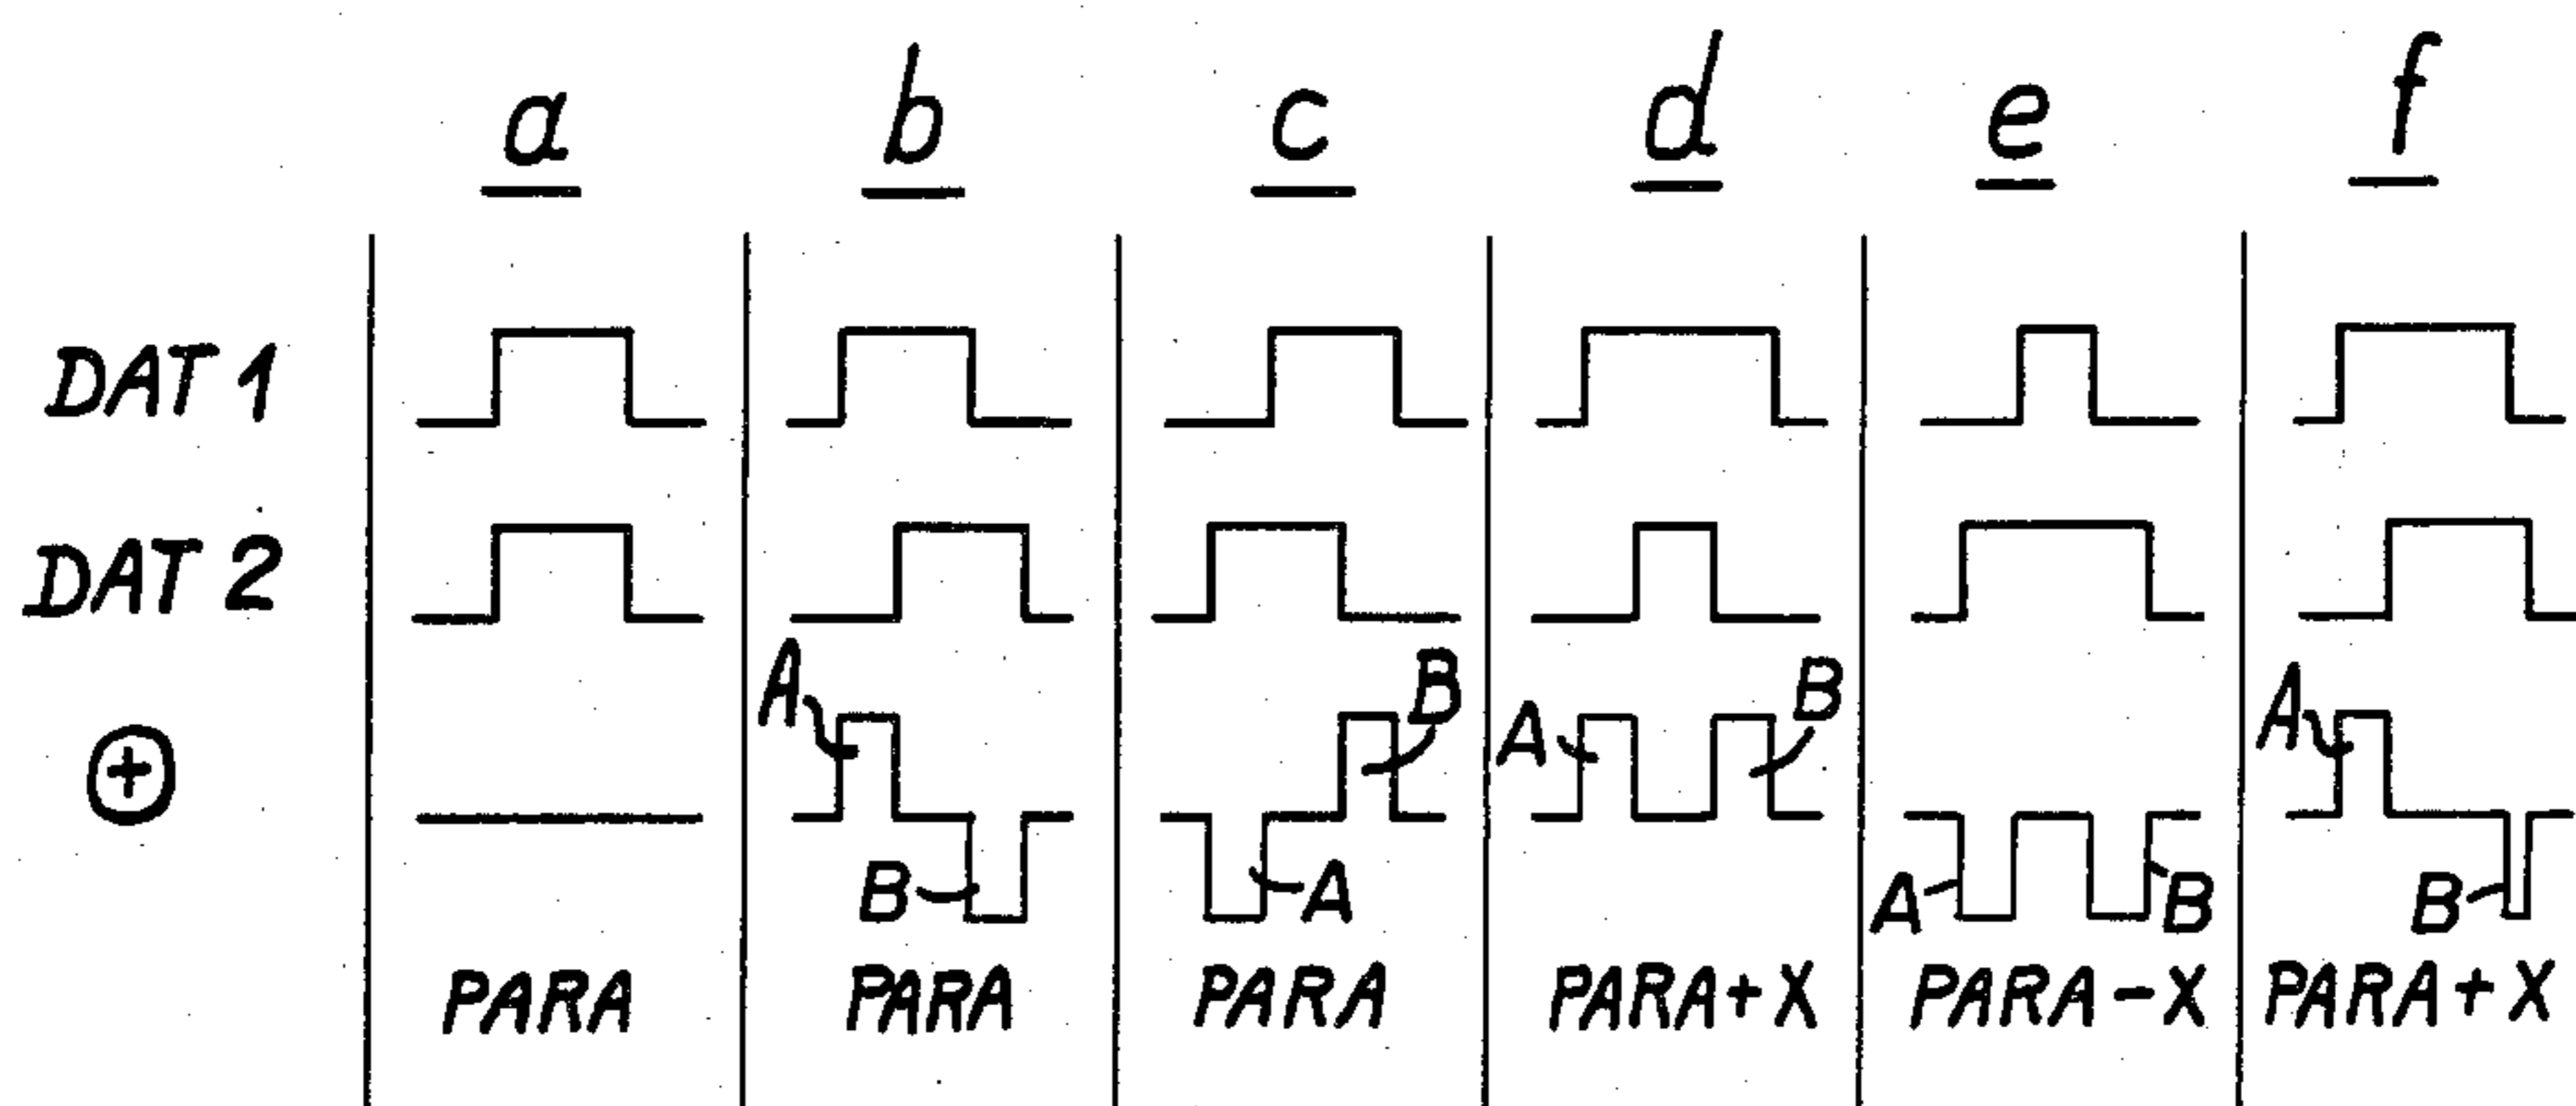 a b c d e f
DAT 1
DAT 2
A B A B A
⊕
B A A B B
PARA PARA PARA PARA+X PARA-X PARA+X